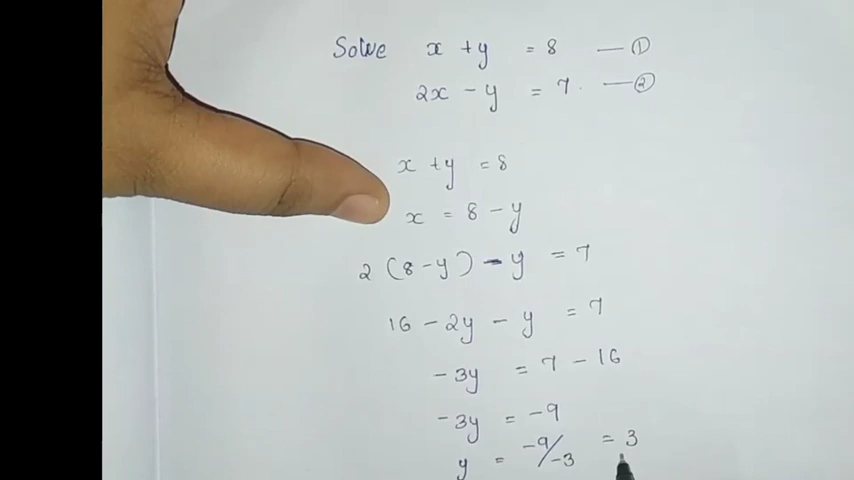 Solve x + y = 8 — ①
2x - y = 7. — ②
x + y = 8
x = 8 - y
2 (8 - y) - y = 7
16 - 2y - y = 7
-3y = 7 - 16
-3y = -9
y = -9/-3 = 3